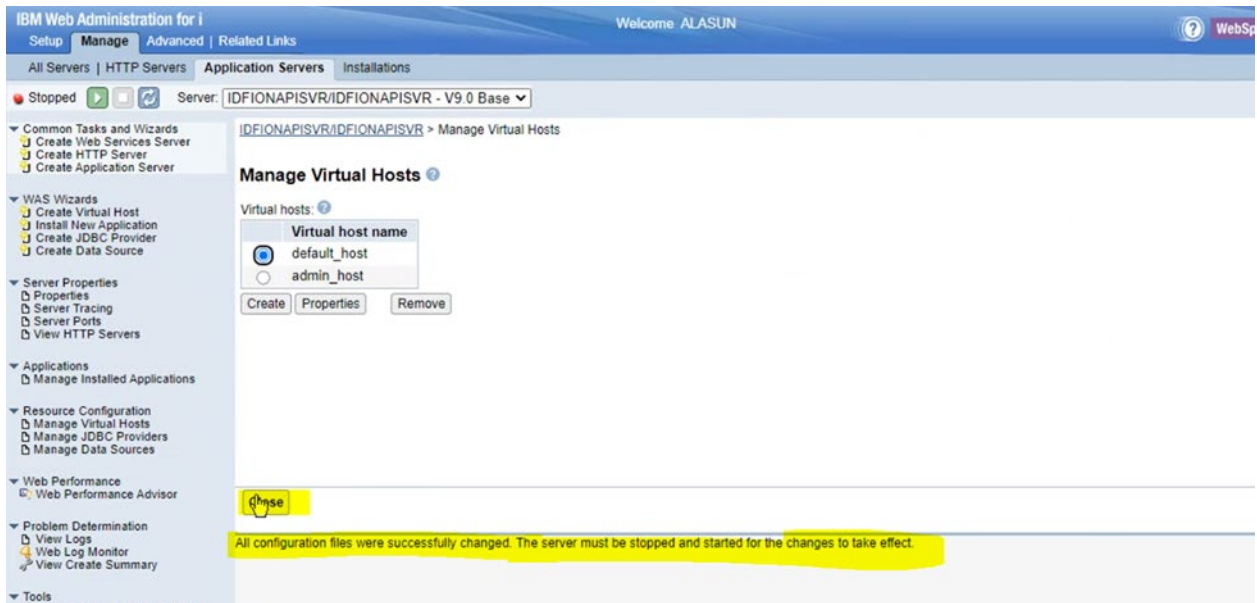 IBM Web Administration for i
Welcome ALASUN
WebSp
Setup Manage Advanced | Related Links
All Servers | HTTP Servers Application Servers Installations
Stopped Server: IDFIONAPISVR/IDFIONAPISVR - V9.0 Base
Common Tasks and Wizards
Create Web Services Server
Create HTTP Server
Create Application Server
WAS Wizards
Create Virtual Host
Install New Application
Create JDBC Provider
Create Data Source
Server Properties
Properties
Server Tracing
Server Ports
View HTTP Servers
Applications
Manage Installed Applications
Resource Configuration
Manage Virtual Hosts
Manage JDBC Providers
Manage Data Sources
Web Performance
Web Performance Advisor
Problem Determination
View Logs
Web Log Monitor
View Create Summary
Tools
IDFIONAPISVR/IDFIONAPISVR > Manage Virtual Hosts
Manage Virtual Hosts
Virtual hosts:
Virtual host name
default_host
admin_host
Create Properties Remove
Close
All configuration files were successfully changed. The server must be stopped and started for the changes to take effect.